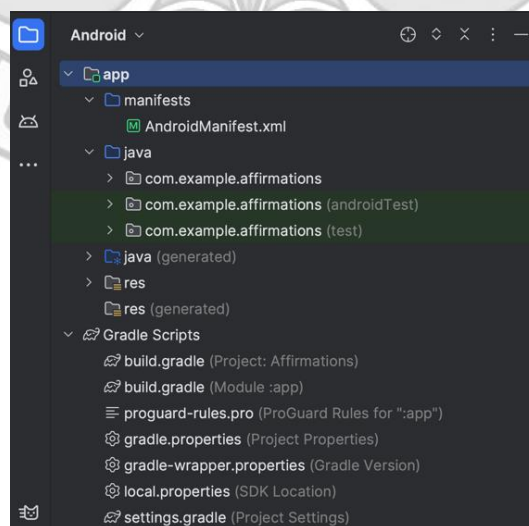 Android
app
manifests
AndroidManifest.xml
java
com.example.affirmations
com.example.affirmations (androidTest)
com.example.affirmations (test)
java (generated)
res
res (generated)
Gradle Scripts
build.gradle (Project: Affirmations)
build.gradle (Module :app)
proguard-rules.pro (ProGuard Rules for ":app")
gradle.properties (Project Properties)
gradle-wrapper.properties (Gradle Version)
local.properties (SDK Location)
settings.gradle (Project Settings)